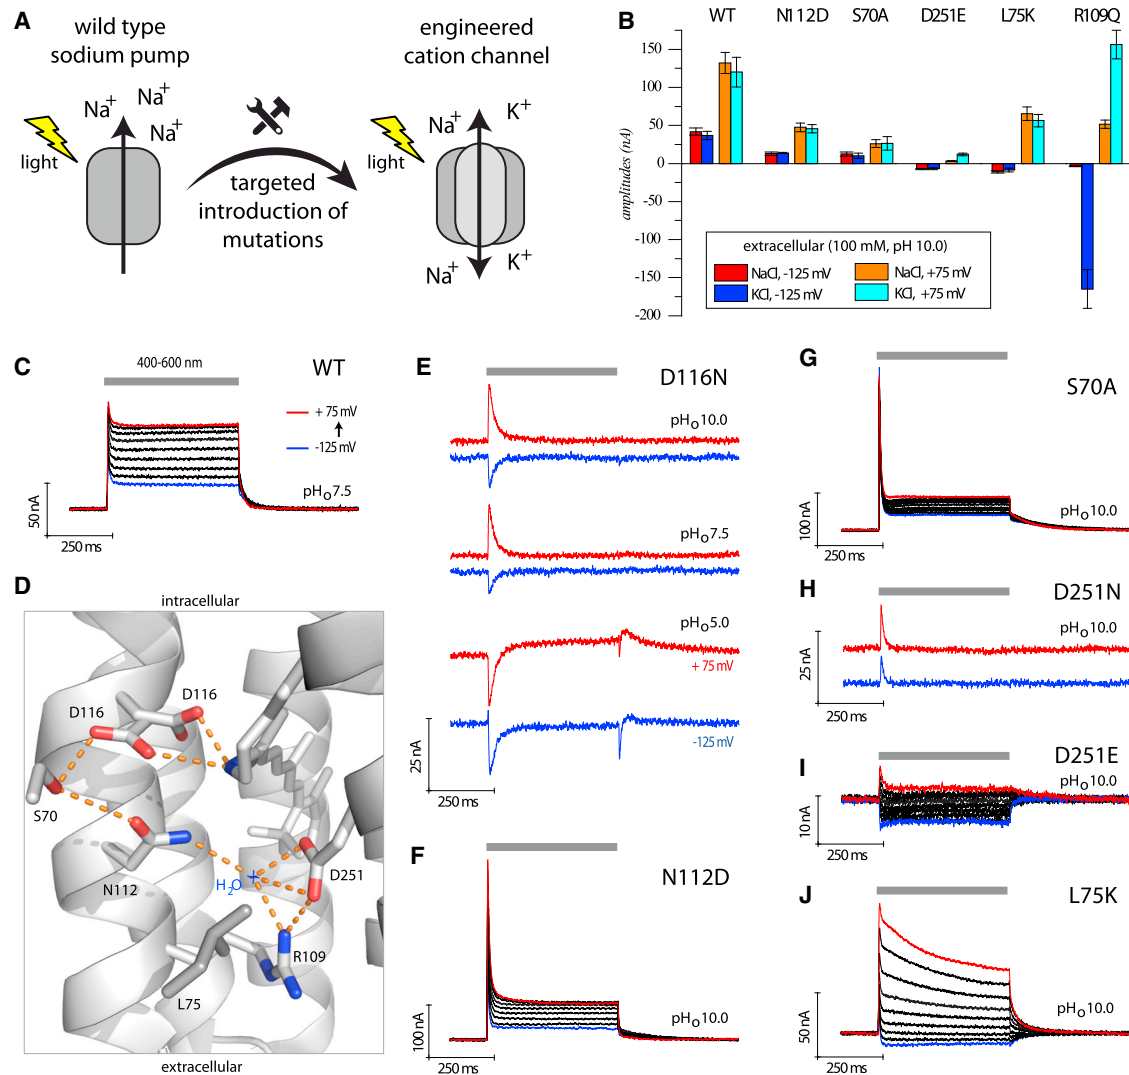 A
wild type
sodium pump
Na+
Na+
Na+
light
targeted
introduction of
mutations
engineered
cation channel
Na+
K+
light
Na+
K+
B
WT
N112D
S70A
D251E
L75K
R109Q
amplitudes (nA)
150
100
50
0
-50
-100
-150
-200
extracellular (100 mM, pH 10.0)
NaCl, -125 mV
NaCl, +75 mV
KCl, -125 mV
KCl, +75 mV
C
400-600 nm
WT
+ 75 mV
-125 mV
pHo7.5
50 nA
250 ms
D
intracellular
D116
D116
S70
N112
H2O
D251
R109
L75
extracellular
E
D116N
pHo10.0
pHo7.5
pHo5.0
+ 75 mV
-125 mV
25 nA
250 ms
F
N112D
pHo10.0
100 nA
250 ms
G
S70A
pHo10.0
100 nA
250 ms
H
D251N
pHo10.0
25 nA
250 ms
I
D251E
pHo10.0
10 nA
250 ms
J
L75K
pHo10.0
50 nA
250 ms